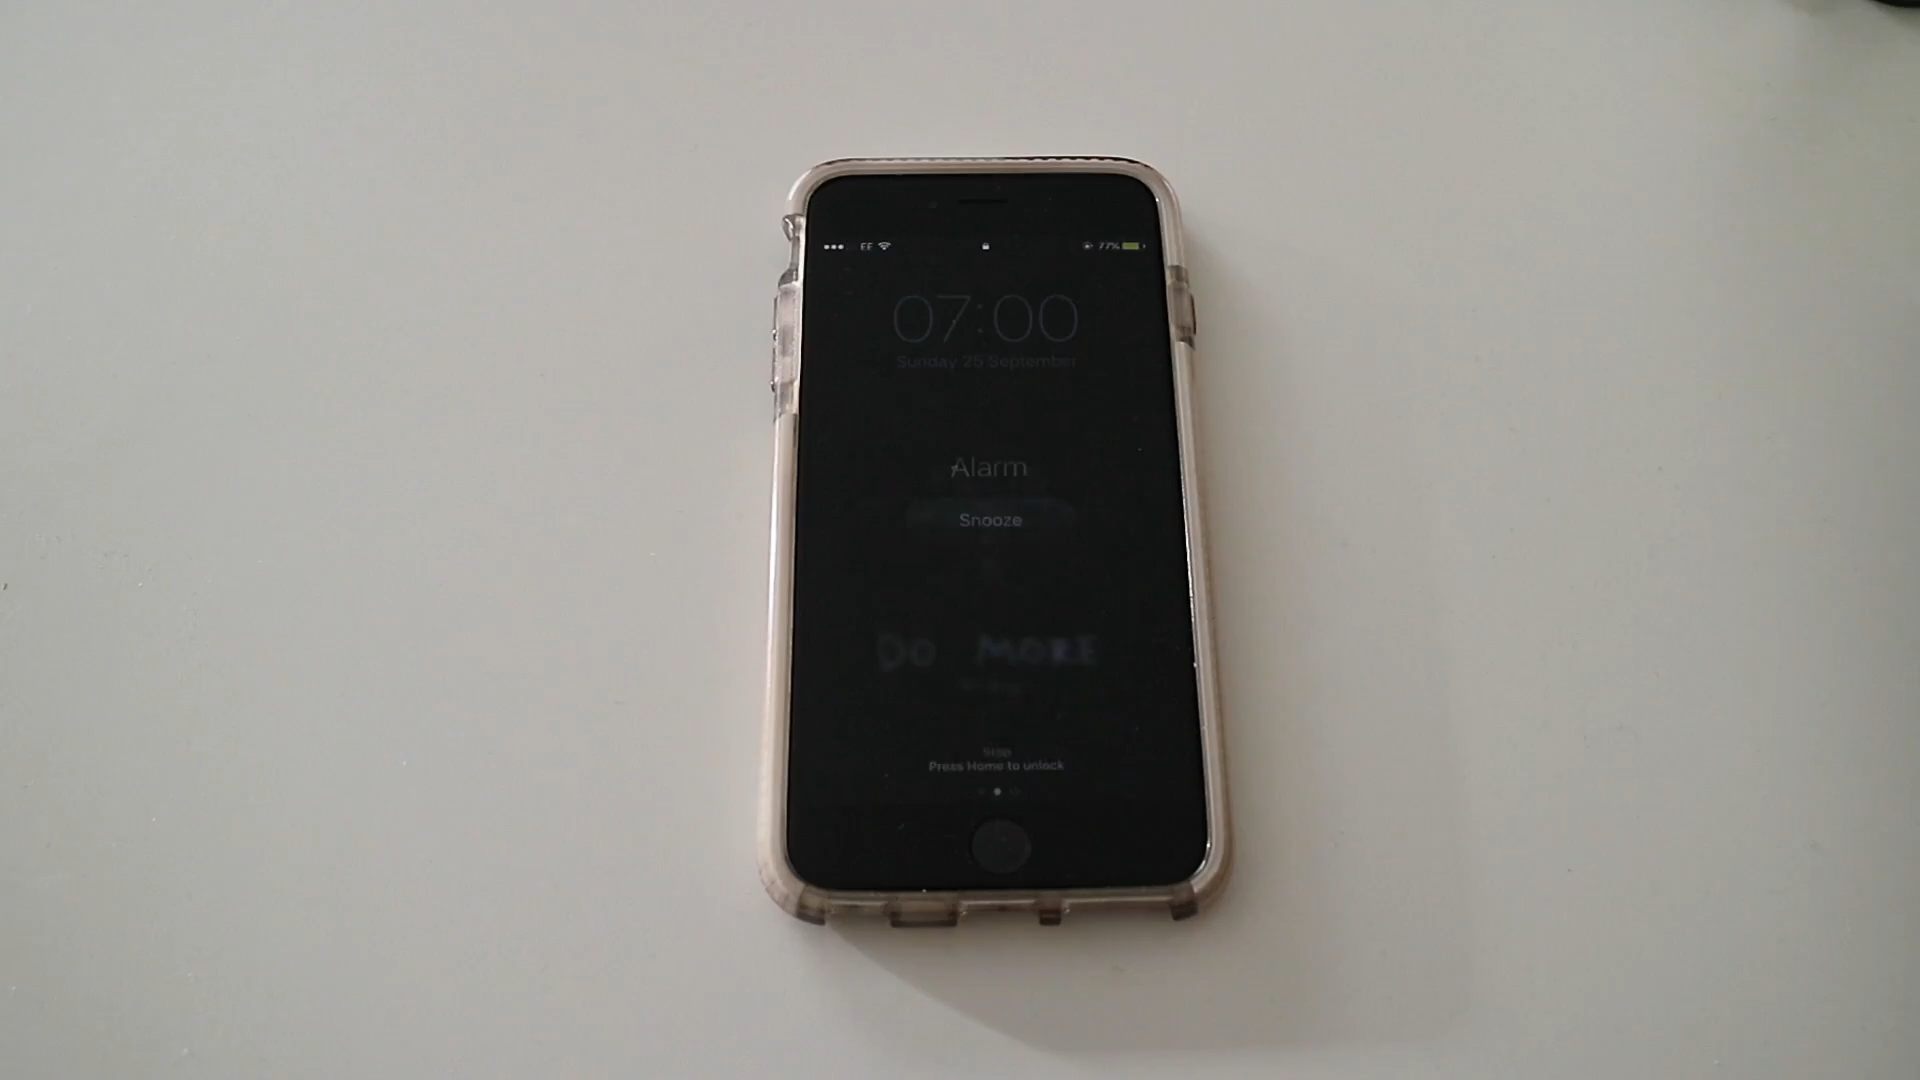 EE 77%
07:00
Sunday 25 September
Alarm
Snooze
DO MORE
Stop
Press Home to unlock